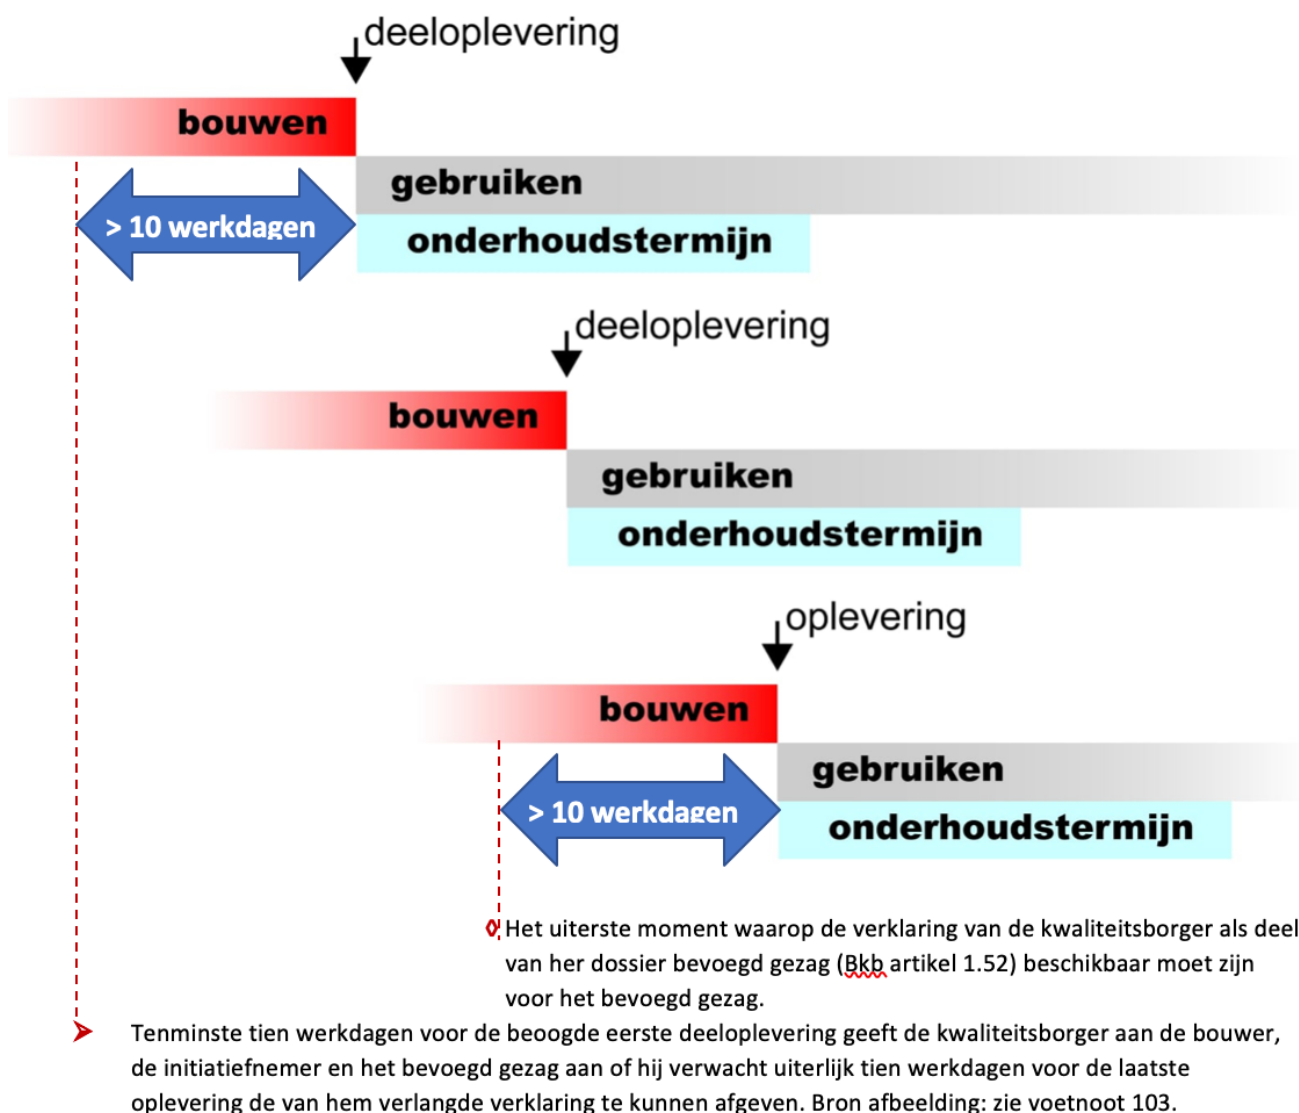 deeloplevering
bouwen
gebruiken
> 10 werkdagen
onderhoudstermijn
deeloplevering
bouwen
gebruiken
onderhoudstermijn
oplevering
bouwen
gebruiken
> 10 werkdagen
onderhoudstermijn
Het uiterste moment waarop de verklaring van de kwaliteitsborger als deel
van her dossier bevoegd gezag (Bkb artikel 1.52) beschikbaar moet zijn
voor het bevoegd gezag.
Tenminste tien werkdagen voor de beoogde eerste deeloplevering geeft de kwaliteitsborger aan de bouwer,
de initiatiefnemer en het bevoegd gezag aan of hij verwacht uiterlijk tien werkdagen voor de laatste
oplevering de van hem verlangde verklaring te kunnen afgeven. Bron afbeelding: zie voetnoot 103.